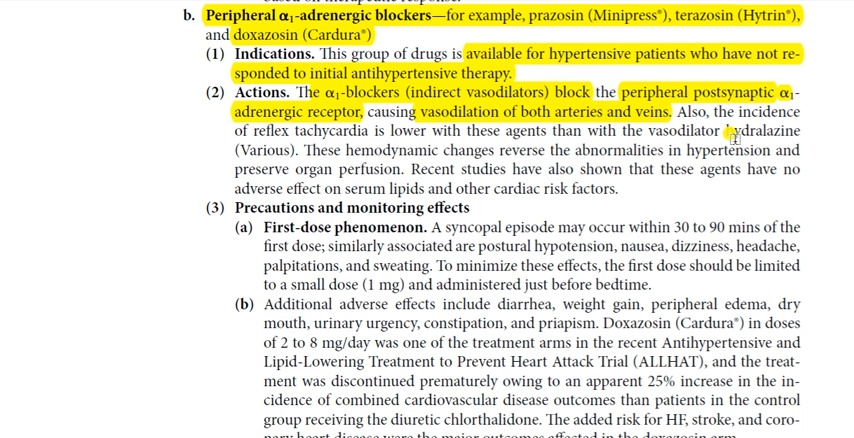 b. Peripheral α₁-adrenergic blockers—for example, prazosin (Minipress®), terazosin (Hytrin®),
and doxazosin (Cardura®)
(1) Indications. This group of drugs is available for hypertensive patients who have not re-
sponded to initial antihypertensive therapy.
(2) Actions. The α₁-blockers (indirect vasodilators) block the peripheral postsynaptic α₁-
adrenergic receptor, causing vasodilation of both arteries and veins. Also, the incidence
of reflex tachycardia is lower with these agents than with the vasodilator hydralazine
(Various). These hemodynamic changes reverse the abnormalities in hypertension and
preserve organ perfusion. Recent studies have also shown that these agents have no
adverse effect on serum lipids and other cardiac risk factors.
(3) Precautions and monitoring effects
(a) First-dose phenomenon. A syncopal episode may occur within 30 to 90 mins of the
first dose; similarly associated are postural hypotension, nausea, dizziness, headache,
palpitations, and sweating. To minimize these effects, the first dose should be limited
to a small dose (1 mg) and administered just before bedtime.
(b) Additional adverse effects include diarrhea, weight gain, peripheral edema, dry
mouth, urinary urgency, constipation, and priapism. Doxazosin (Cardura®) in doses
of 2 to 8 mg/day was one of the treatment arms in the recent Antihypertensive and
Lipid-Lowering Treatment to Prevent Heart Attack Trial (ALLHAT), and the treat-
ment was discontinued prematurely owing to an apparent 25% increase in the in-
cidence of combined cardiovascular disease outcomes than patients in the control
group receiving the diuretic chlorthalidone. The added risk for HF, stroke, and coro-